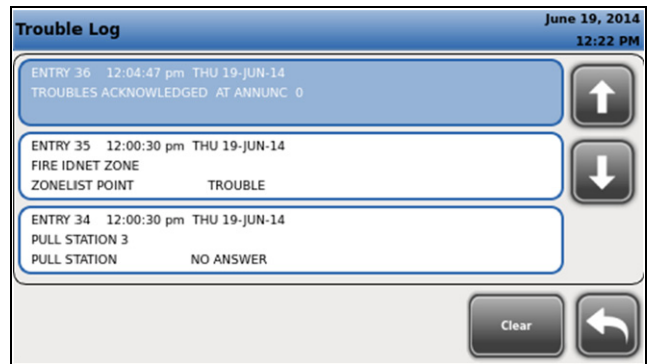 Trouble Log
June 19, 2014
12:22 PM
ENTRY 36 12:04:47 pm THU 19-JUN-14
TROUBLES ACKNOWLEDGED AT ANNUNC 0
ENTRY 35 12:00:30 pm THU 19-JUN-14
FIRE IDNET ZONE
ZONELIST POINT TROUBLE
ENTRY 34 12:00:30 pm THU 19-JUN-14
PULL STATION 3
PULL STATION NO ANSWER
Clear